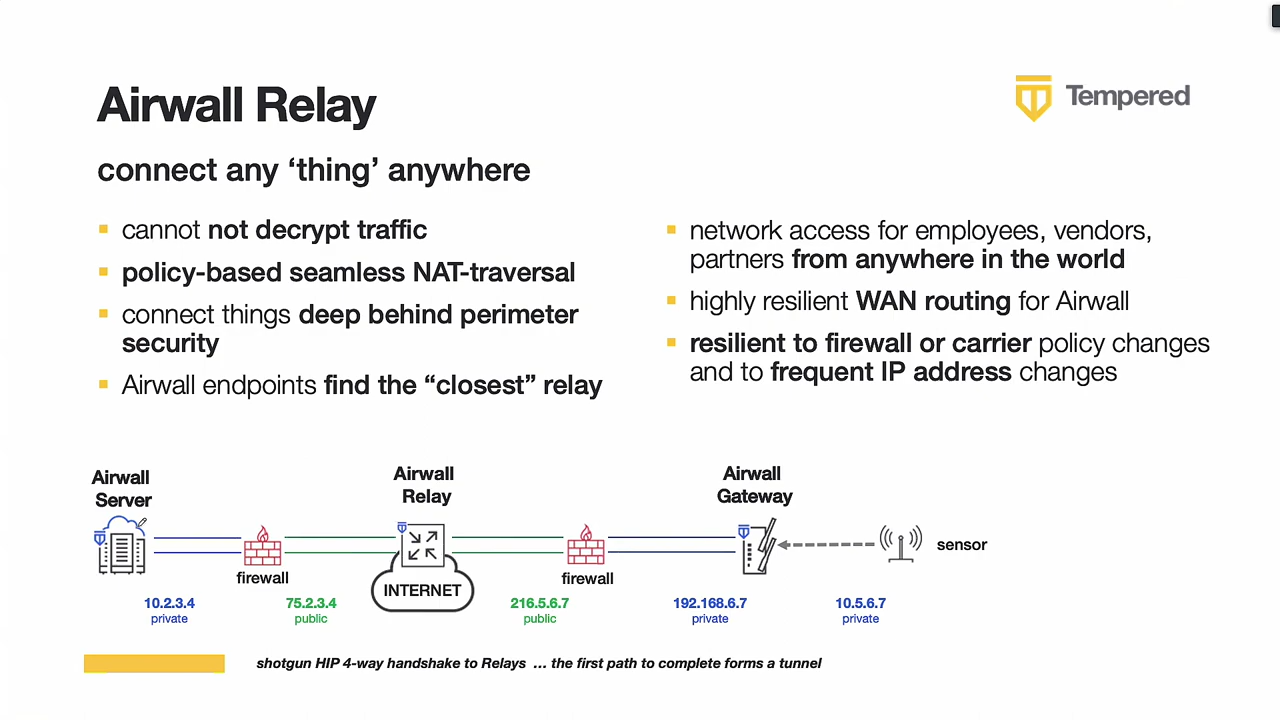 Airwall Relay
Tempered
connect any ‘thing’ anywhere
cannot not decrypt traffic
policy-based seamless NAT-traversal
connect things deep behind perimeter
security
Airwall endpoints find the “closest” relay
network access for employees, vendors,
partners from anywhere in the world
highly resilient WAN routing for Airwall
resilient to firewall or carrier policy changes
and to frequent IP address changes
Airwall
Server
Airwall
Relay
Airwall
Gateway
firewall
INTERNET
firewall
sensor
10.2.3.4
private
75.2.3.4
public
216.5.6.7
public
192.168.6.7
private
10.5.6.7
private
shotgun HIP 4-way handshake to Relays ... the first path to complete forms a tunnel